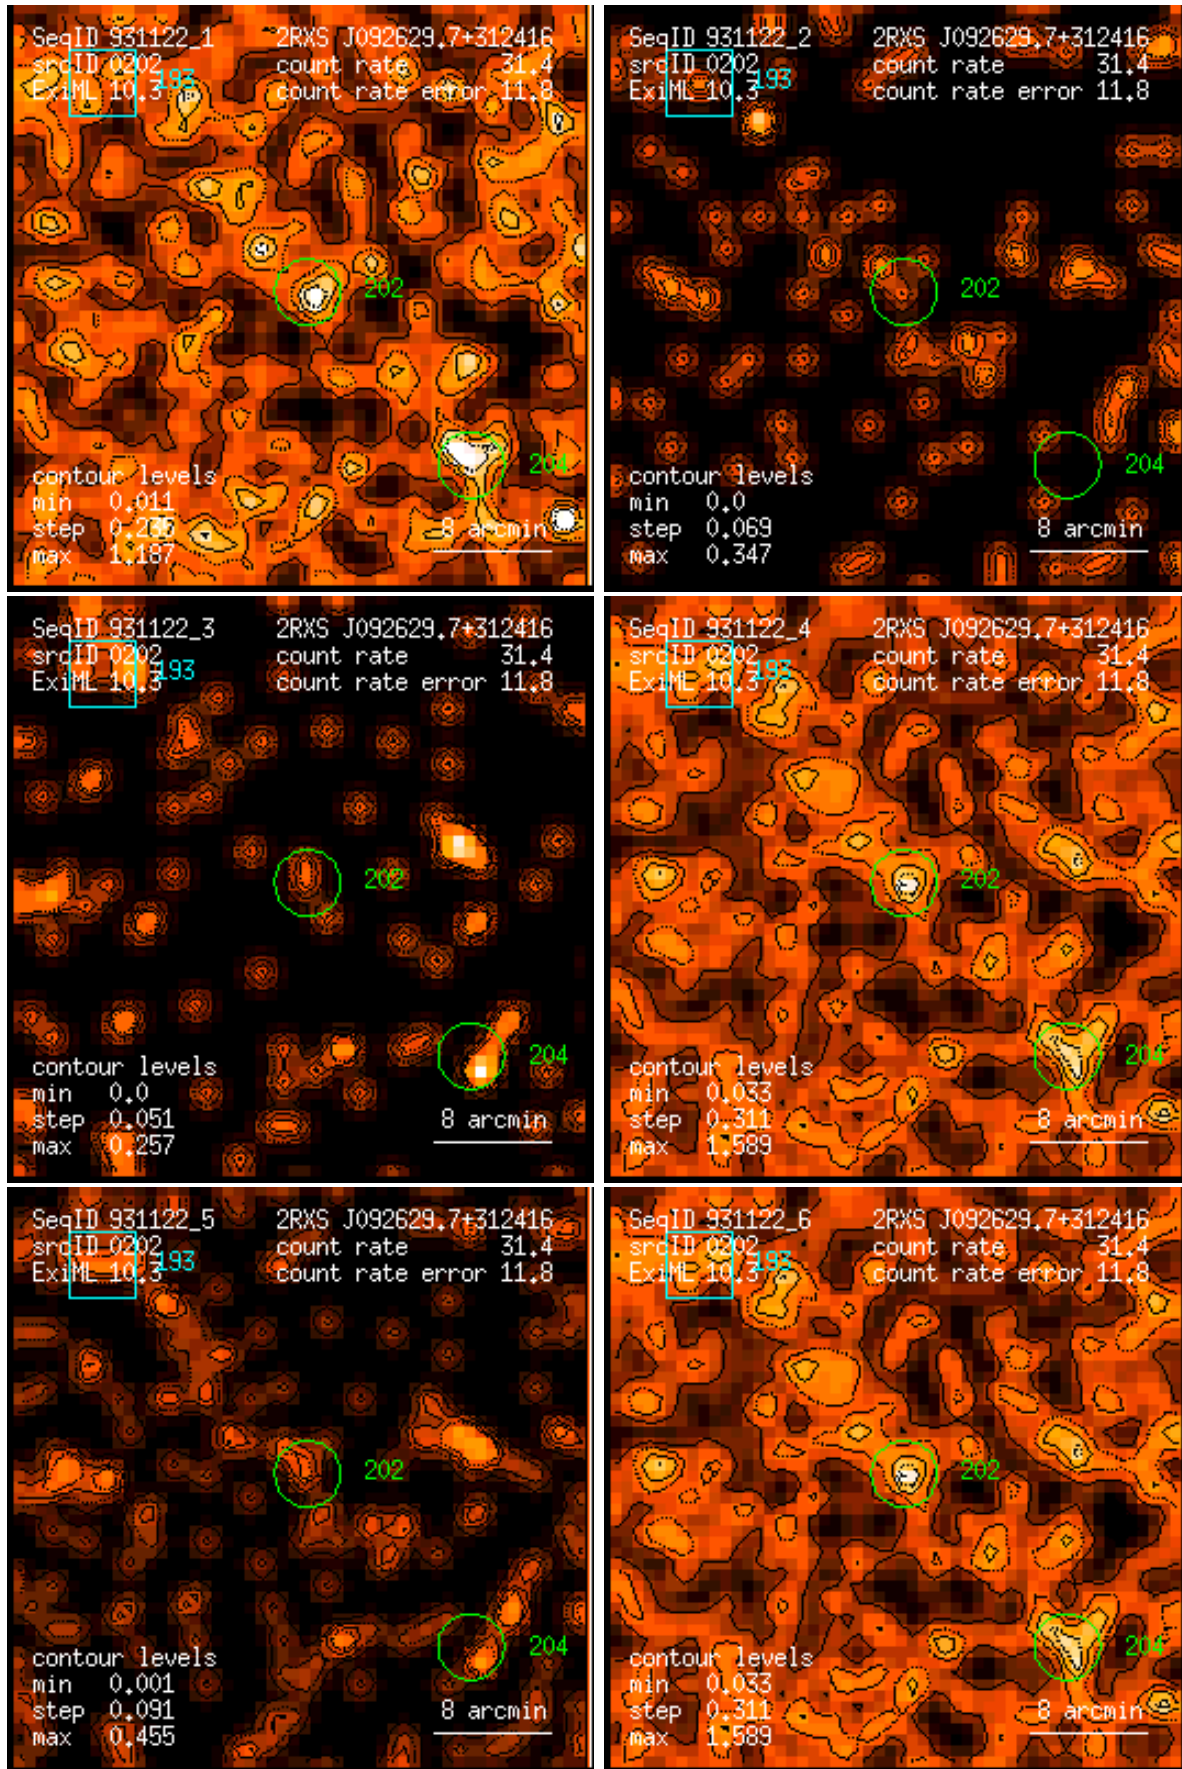 SeqID 931122_1 2RXS J092629.7+312416
srcID 0202 193 count rate 31.4
ExiML 10.3 count rate error 11.8
202
204
contour levels
min 0.011
step 0.235 8 arcmin
max 1.187
SeqID 931122_2 2RXS J092629.7+312416
srcID 0202 193 count rate 31.4
ExiML 10.3 count rate error 11.8
202
204
contour levels
min 0.0
step 0.069 8 arcmin
max 0.347
SeqID 931122_3 2RXS J092629.7+312416
srcID 0202 193 count rate 31.4
ExiML 10.3 count rate error 11.8
202
204
contour levels
min 0.0
step 0.051 8 arcmin
max 0.257
SeqID 931122_4 2RXS J092629.7+312416
srcID 0202 193 count rate 31.4
ExiML 10.3 count rate error 11.8
202
204
contour levels
min 0.033
step 0.311 8 arcmin
max 1.589
SeqID 931122_5 2RXS J092629.7+312416
srcID 0202 193 count rate 31.4
ExiML 10.3 count rate error 11.8
202
204
contour levels
min 0.001
step 0.091 8 arcmin
max 0.455
SeqID 931122_6 2RXS J092629.7+312416
srcID 0202 193 count rate 31.4
ExiML 10.3 count rate error 11.8
202
204
contour levels
min 0.033
step 0.311 8 arcmin
max 1.589